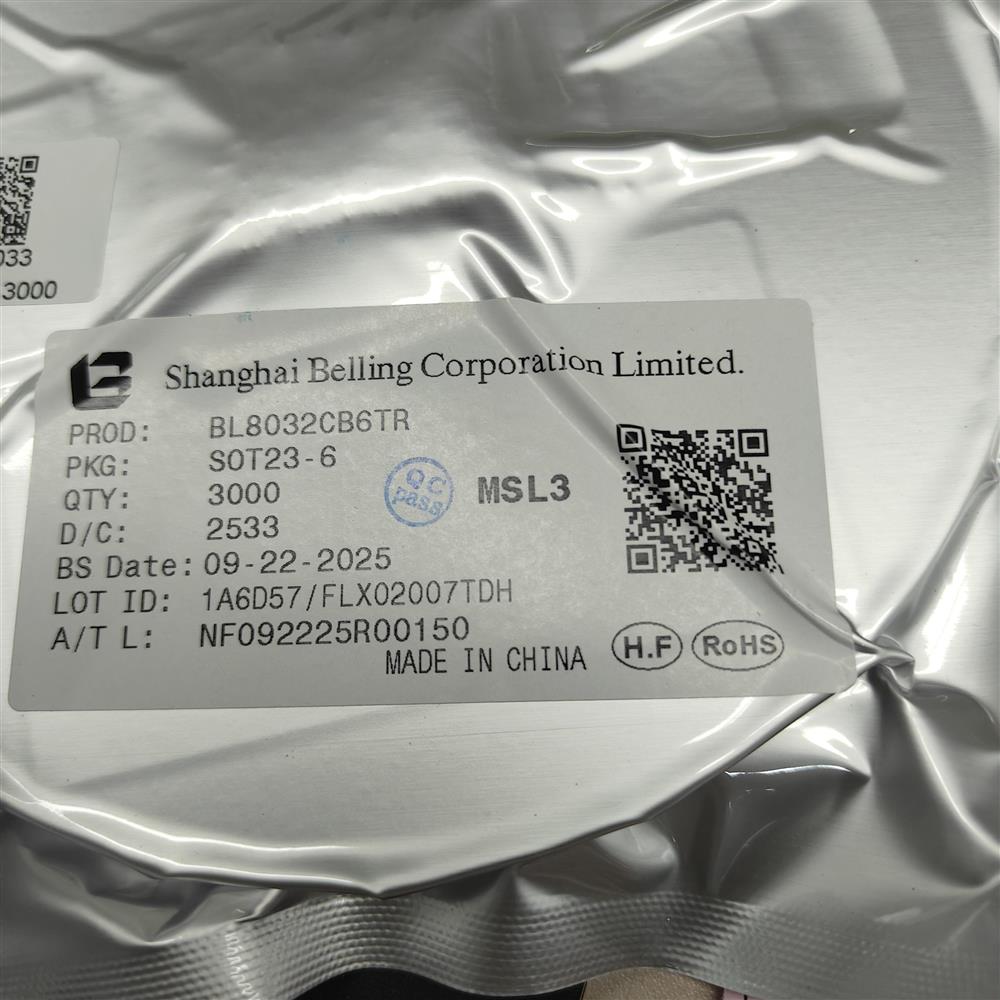 033
3000
Shanghai Belling Corporation Limited.
PROD: BL8032CB6TR
PKG: SOT23-6
QTY: 3000
QC
pass
MSL3
D/C: 2533
BS Date: 09-22-2025
LOT ID: 1A6D57/FLX02007TDH
A/T L: NF092225R00150
MADE IN CHINA
H.F
RoHS